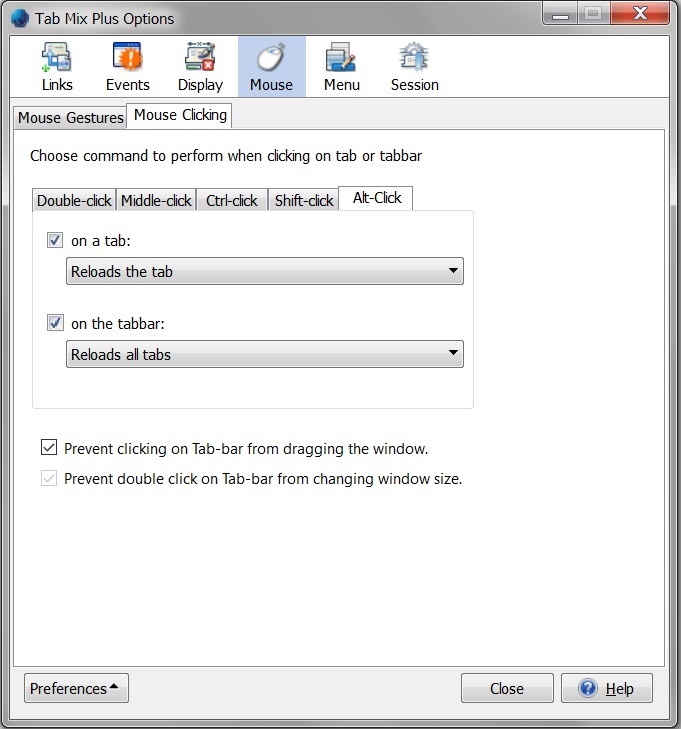 Tab Mix Plus Options
Links Events Display Mouse Menu Session
Mouse Gestures Mouse Clicking
Choose command to perform when clicking on tab or tabbar
Double-click Middle-click Ctrl-click Shift-click Alt-Click
on a tab:
Reloads the tab
on the tabbar:
Reloads all tabs
Prevent clicking on Tab-bar from dragging the window.
Prevent double click on Tab-bar from changing window size.
Preferences Close Help